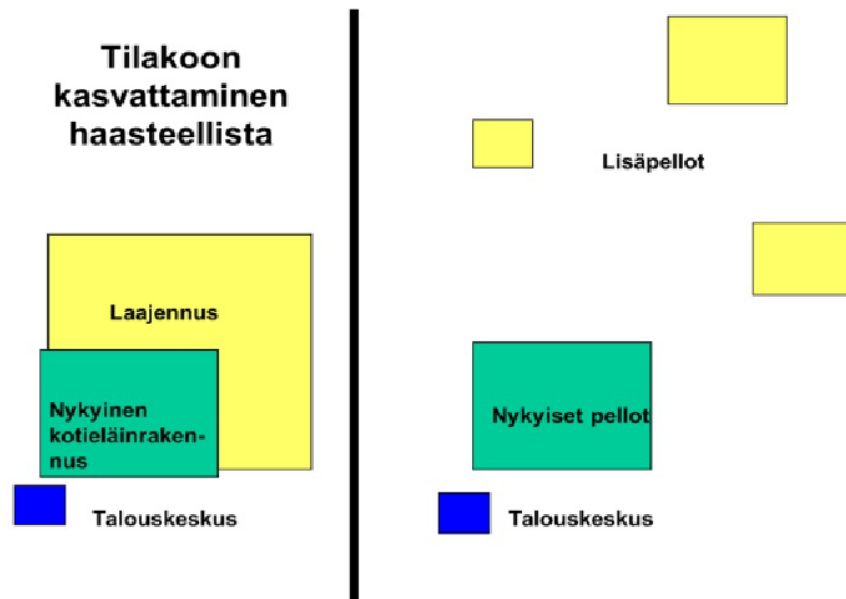 Tilakoon
kasvattaminen
haasteellista
Laajennus
Nykyinen
kotieläinraken-
nus
Talouskeskus
Lisäpellot
Nykyiset pellot
Talouskeskus